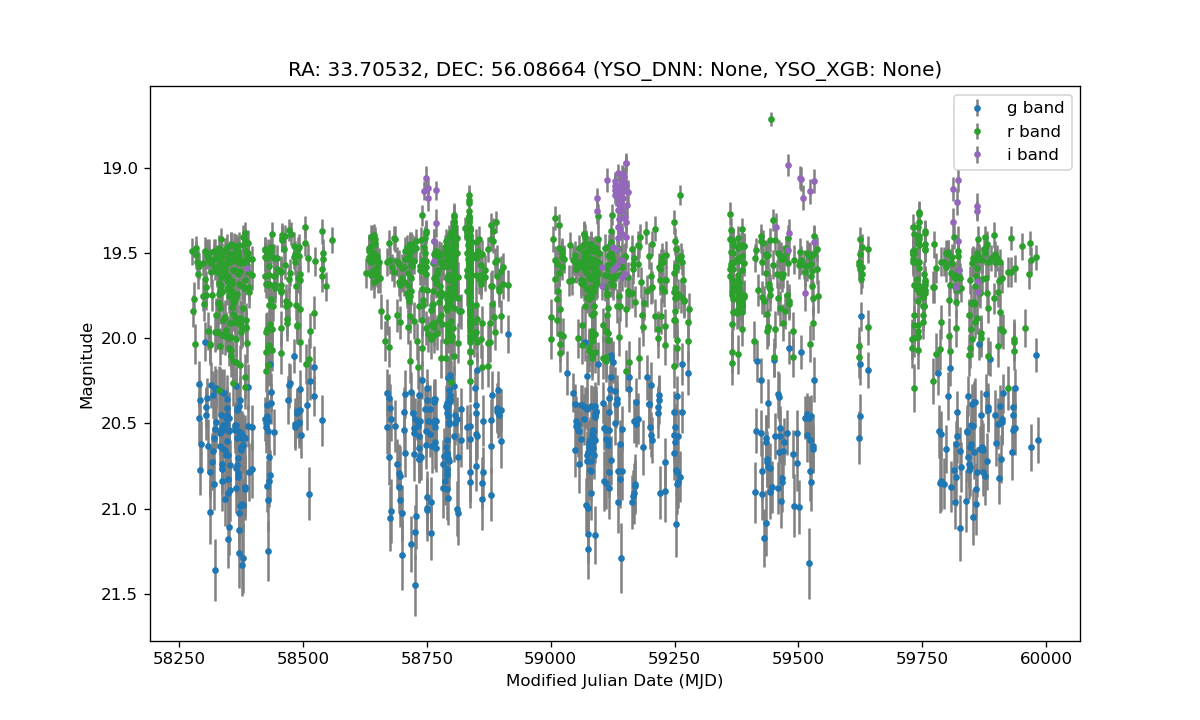 RA: 33.70532, DEC: 56.08664 (YSO_DNN: None, YSO_XGB: None)
g band
r band
i band
19.0
19.5
20.0
20.5
21.0
21.5
Magnitude
58250 58500 58750 59000 59250 59500 59750 60000
Modified Julian Date (MJD)